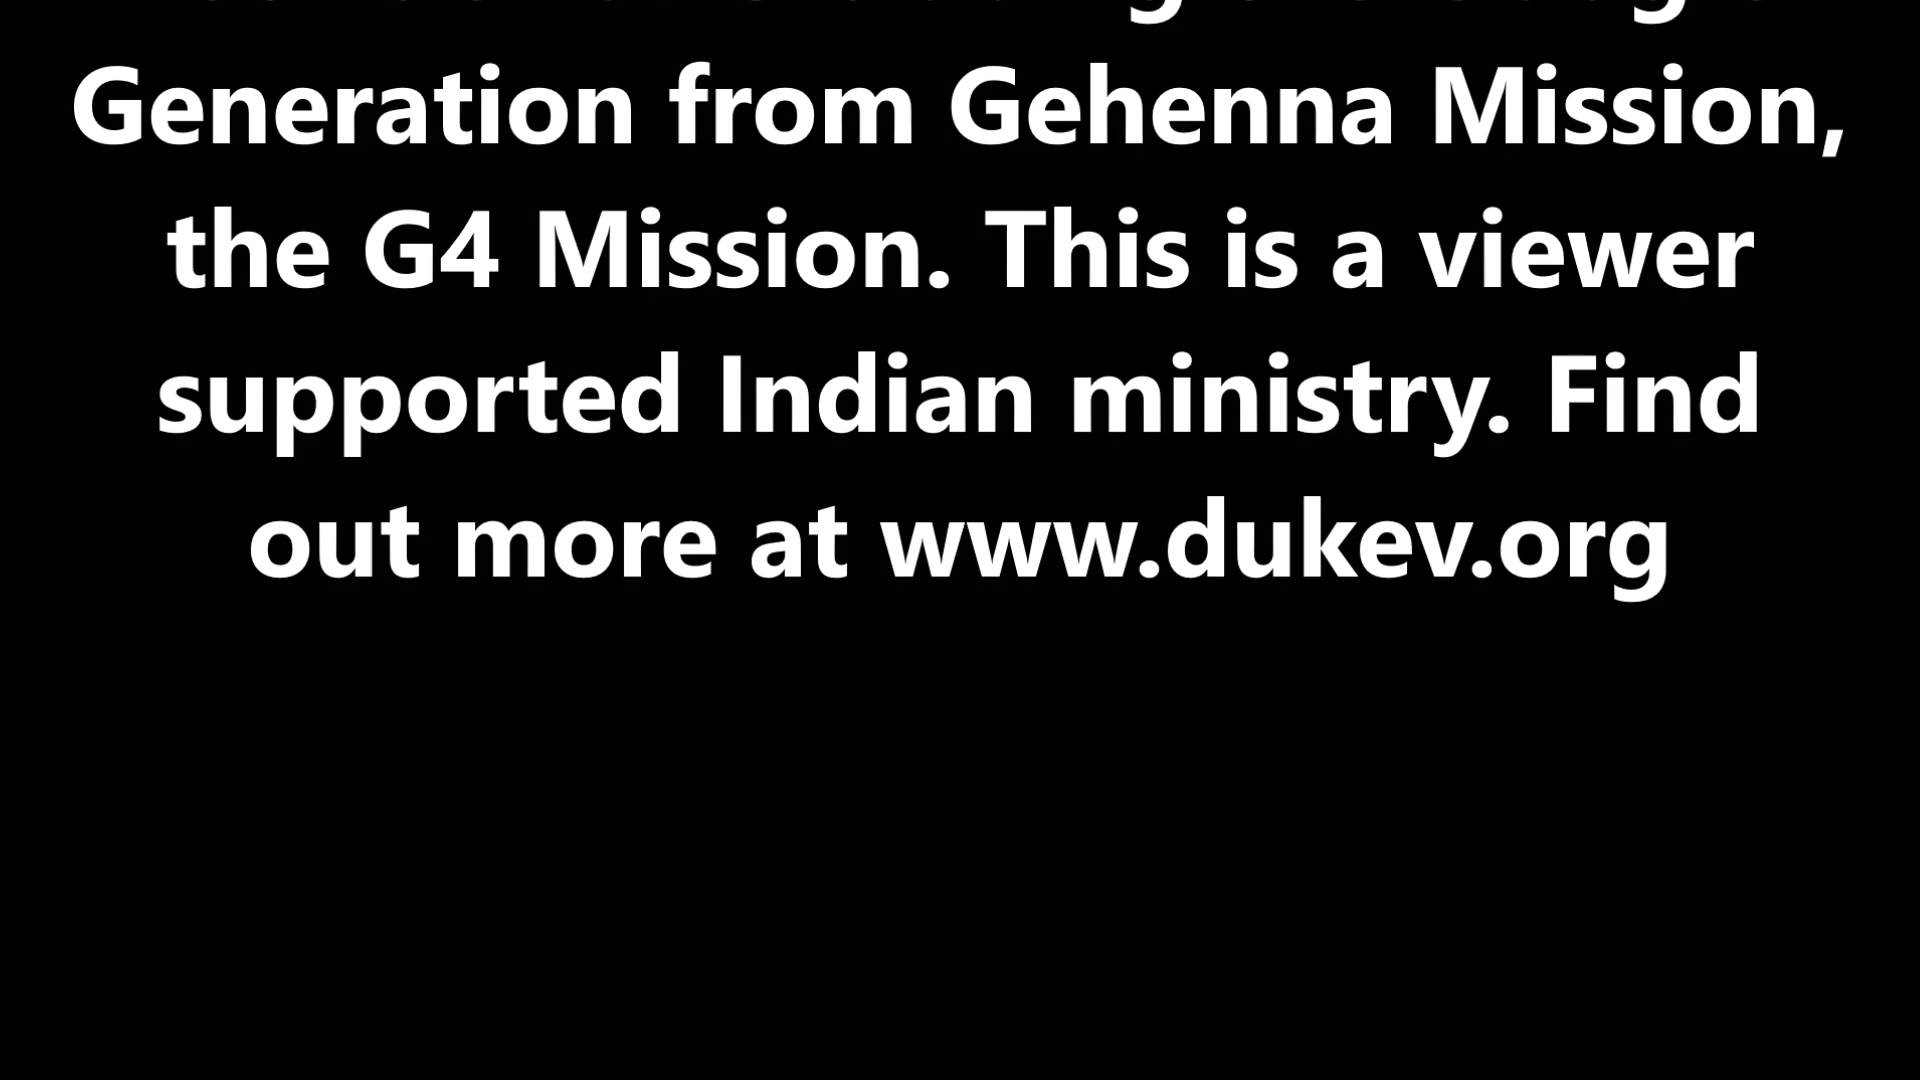 Generation from Gehenna Mission,
the G4 Mission. This is a viewer
supported Indian ministry. Find
out more at www.dukev.org